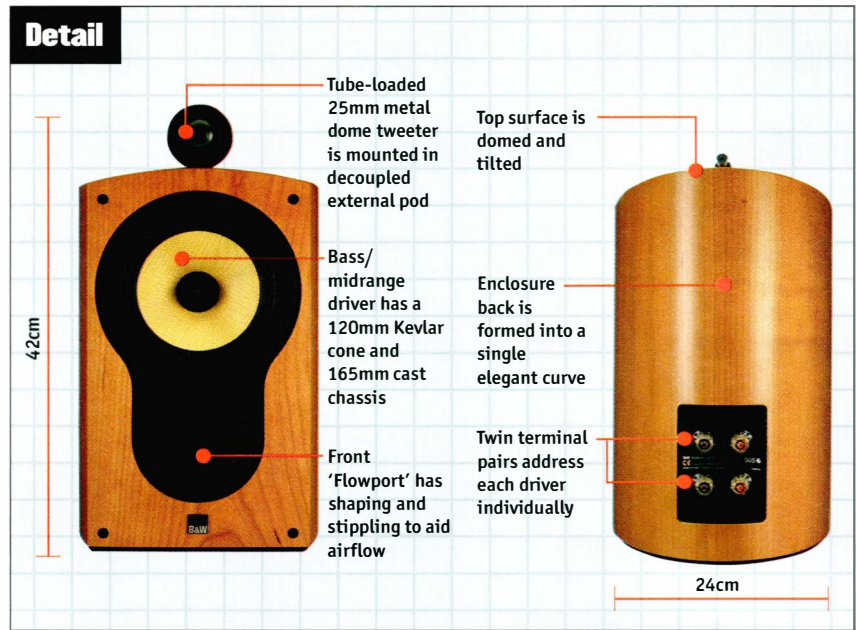 Detail
Tube-loaded
25mm metal
dome tweeter
is mounted in
decoupled
external pod
Bass/
midrange
driver has a
120mm Kevlar
cone and
165mm cast
chassis
Front
‘Flowport’ has
shaping and
stippling to aid
airflow
42cm
B&W
Top surface is
domed and
tilted
Enclosure
back is
formed into a
single
elegant curve
Twin terminal
pairs address
each driver
individually
24cm